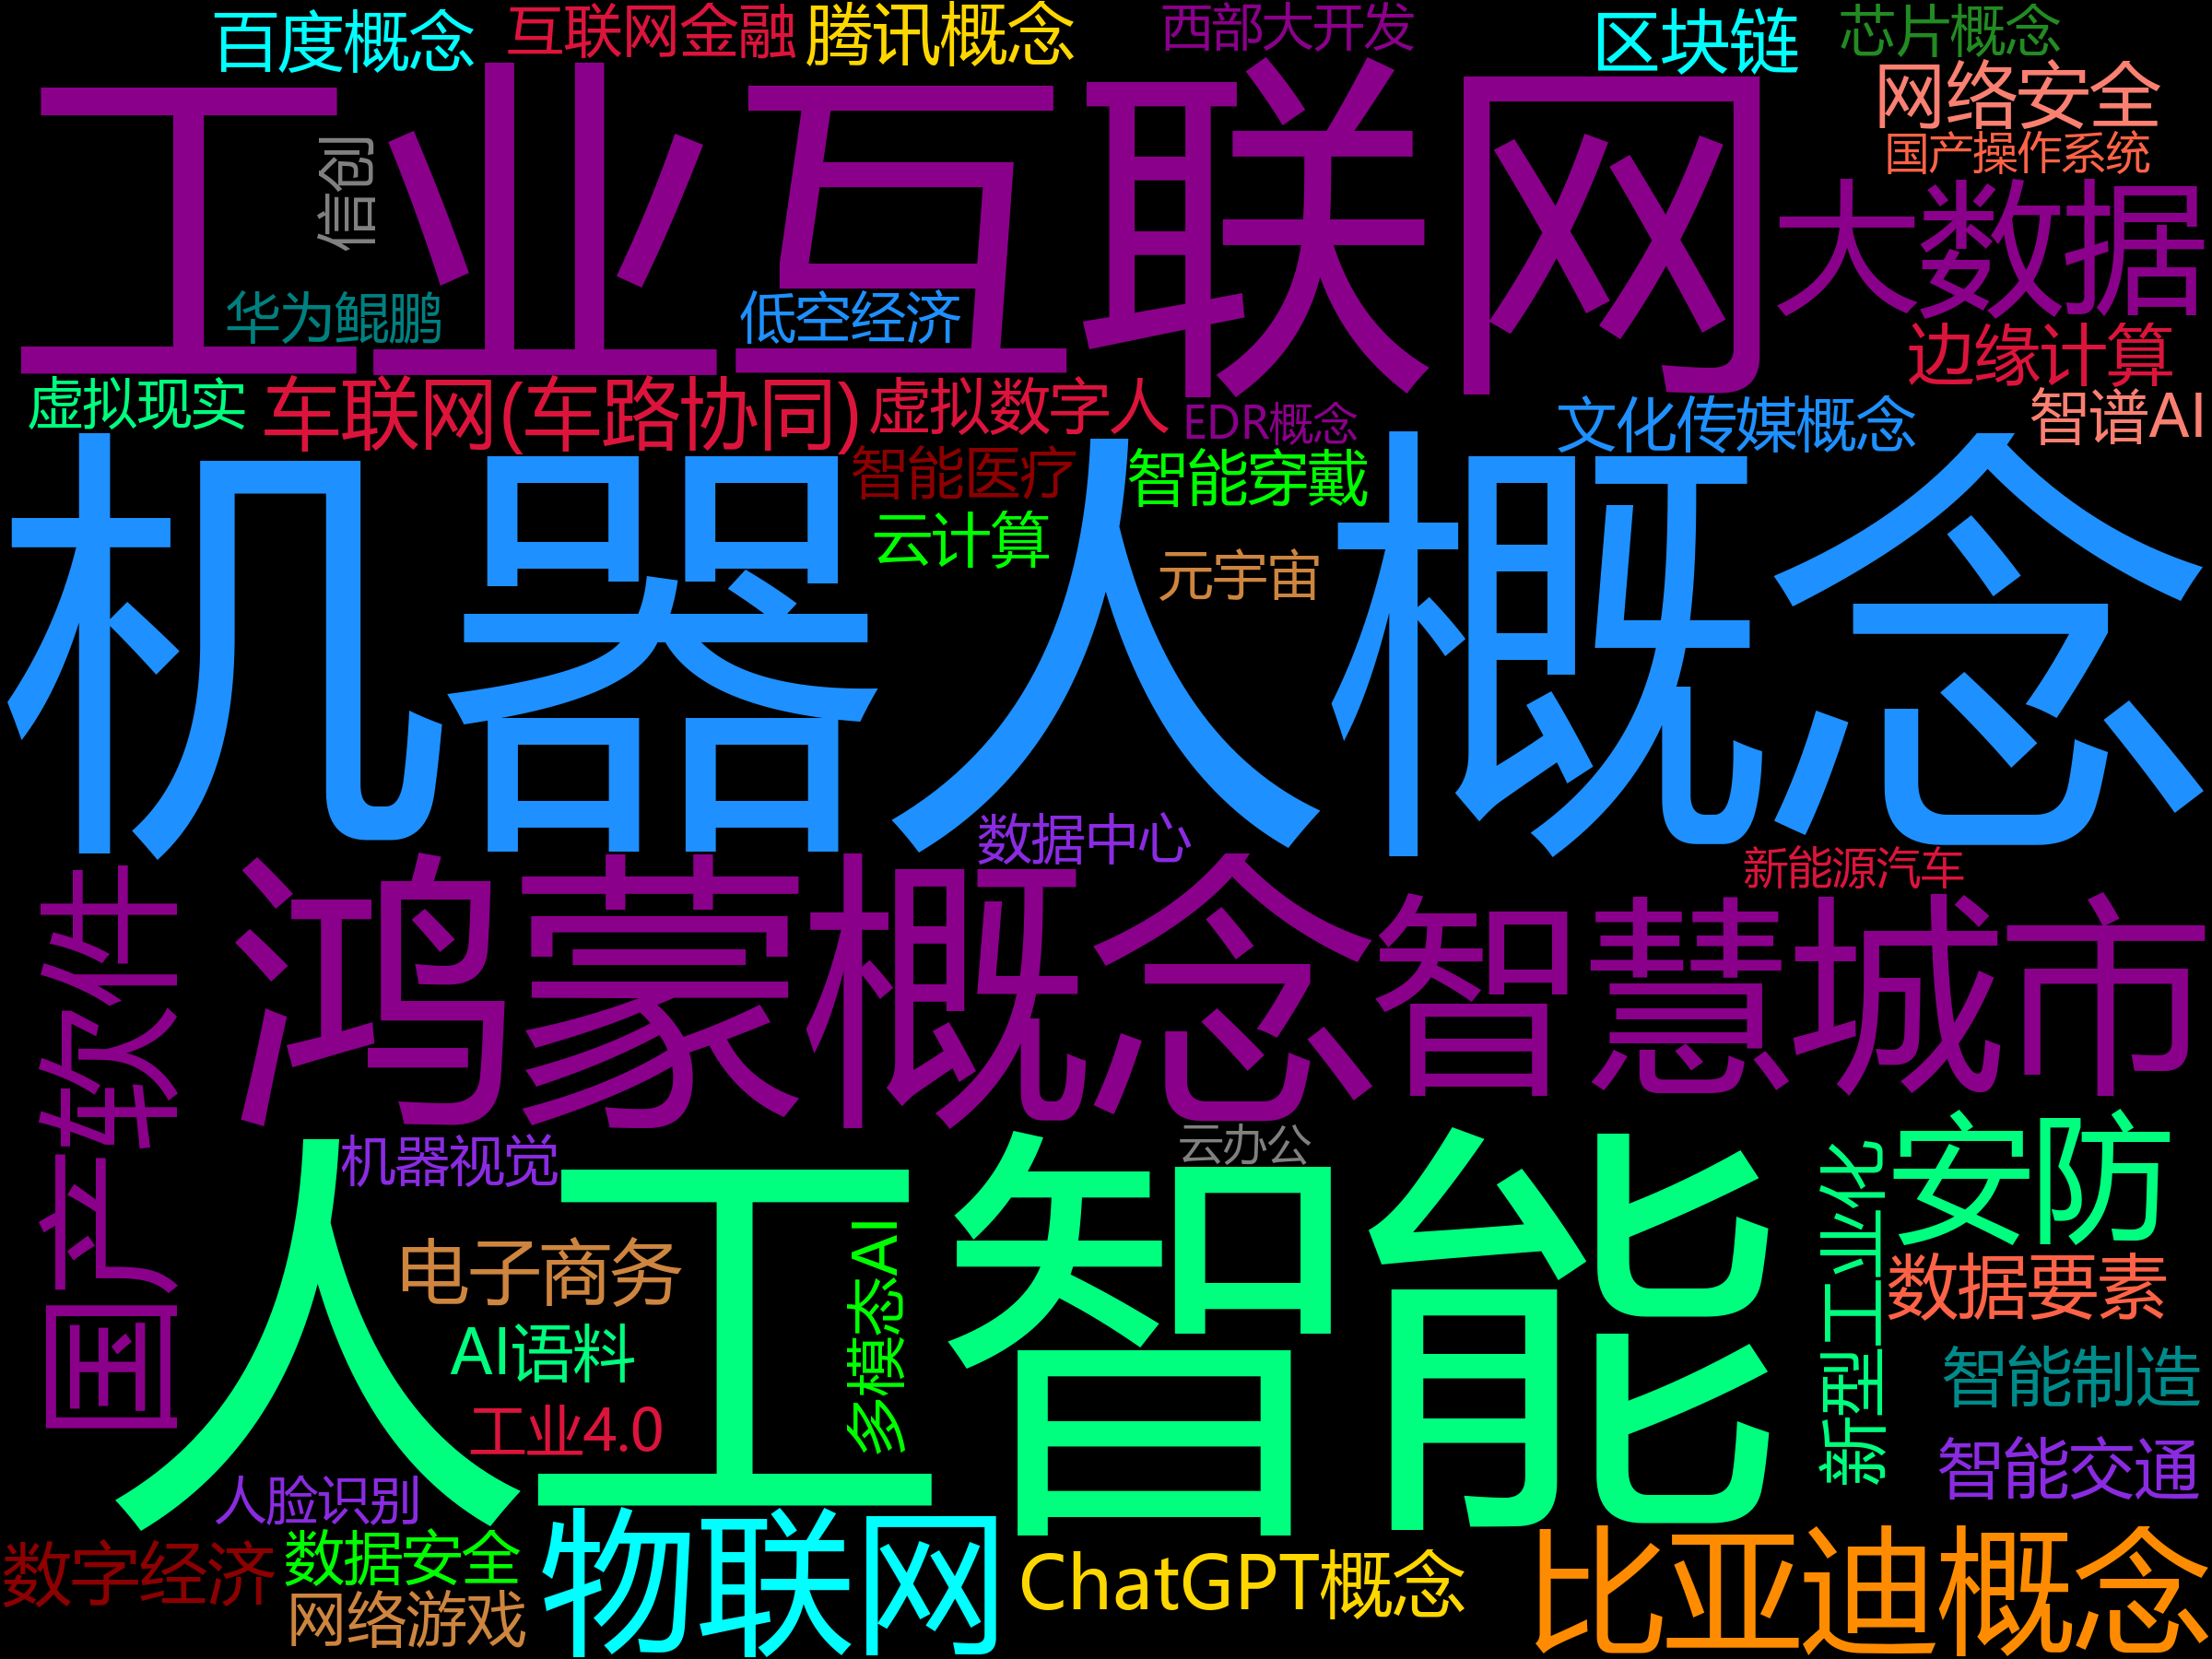 百度概念
互联网金融
腾讯概念
西部大开发
区块链
芯片概念
网络安全
国产操作系统
工业互联网
信创
大数据
华为鲲鹏
低空经济
边缘计算
虚拟现实
车联网(车路协同)
虚拟数字人
EDR概念
文化传媒概念
智谱AI
机器人概念
智能医疗
智能穿戴
云计算
元宇宙
数据中心
新能源汽车
国产软件
鸿蒙概念
智慧城市
机器视觉
云办公
人工智能
安防
新型工业化
电子商务
多模态AI
数据要素
AI语料
智能制造
工业4.0
智能交通
人脸识别
数字经济
数据安全
物联网
ChatGPT概念
比亚迪概念
网络游戏